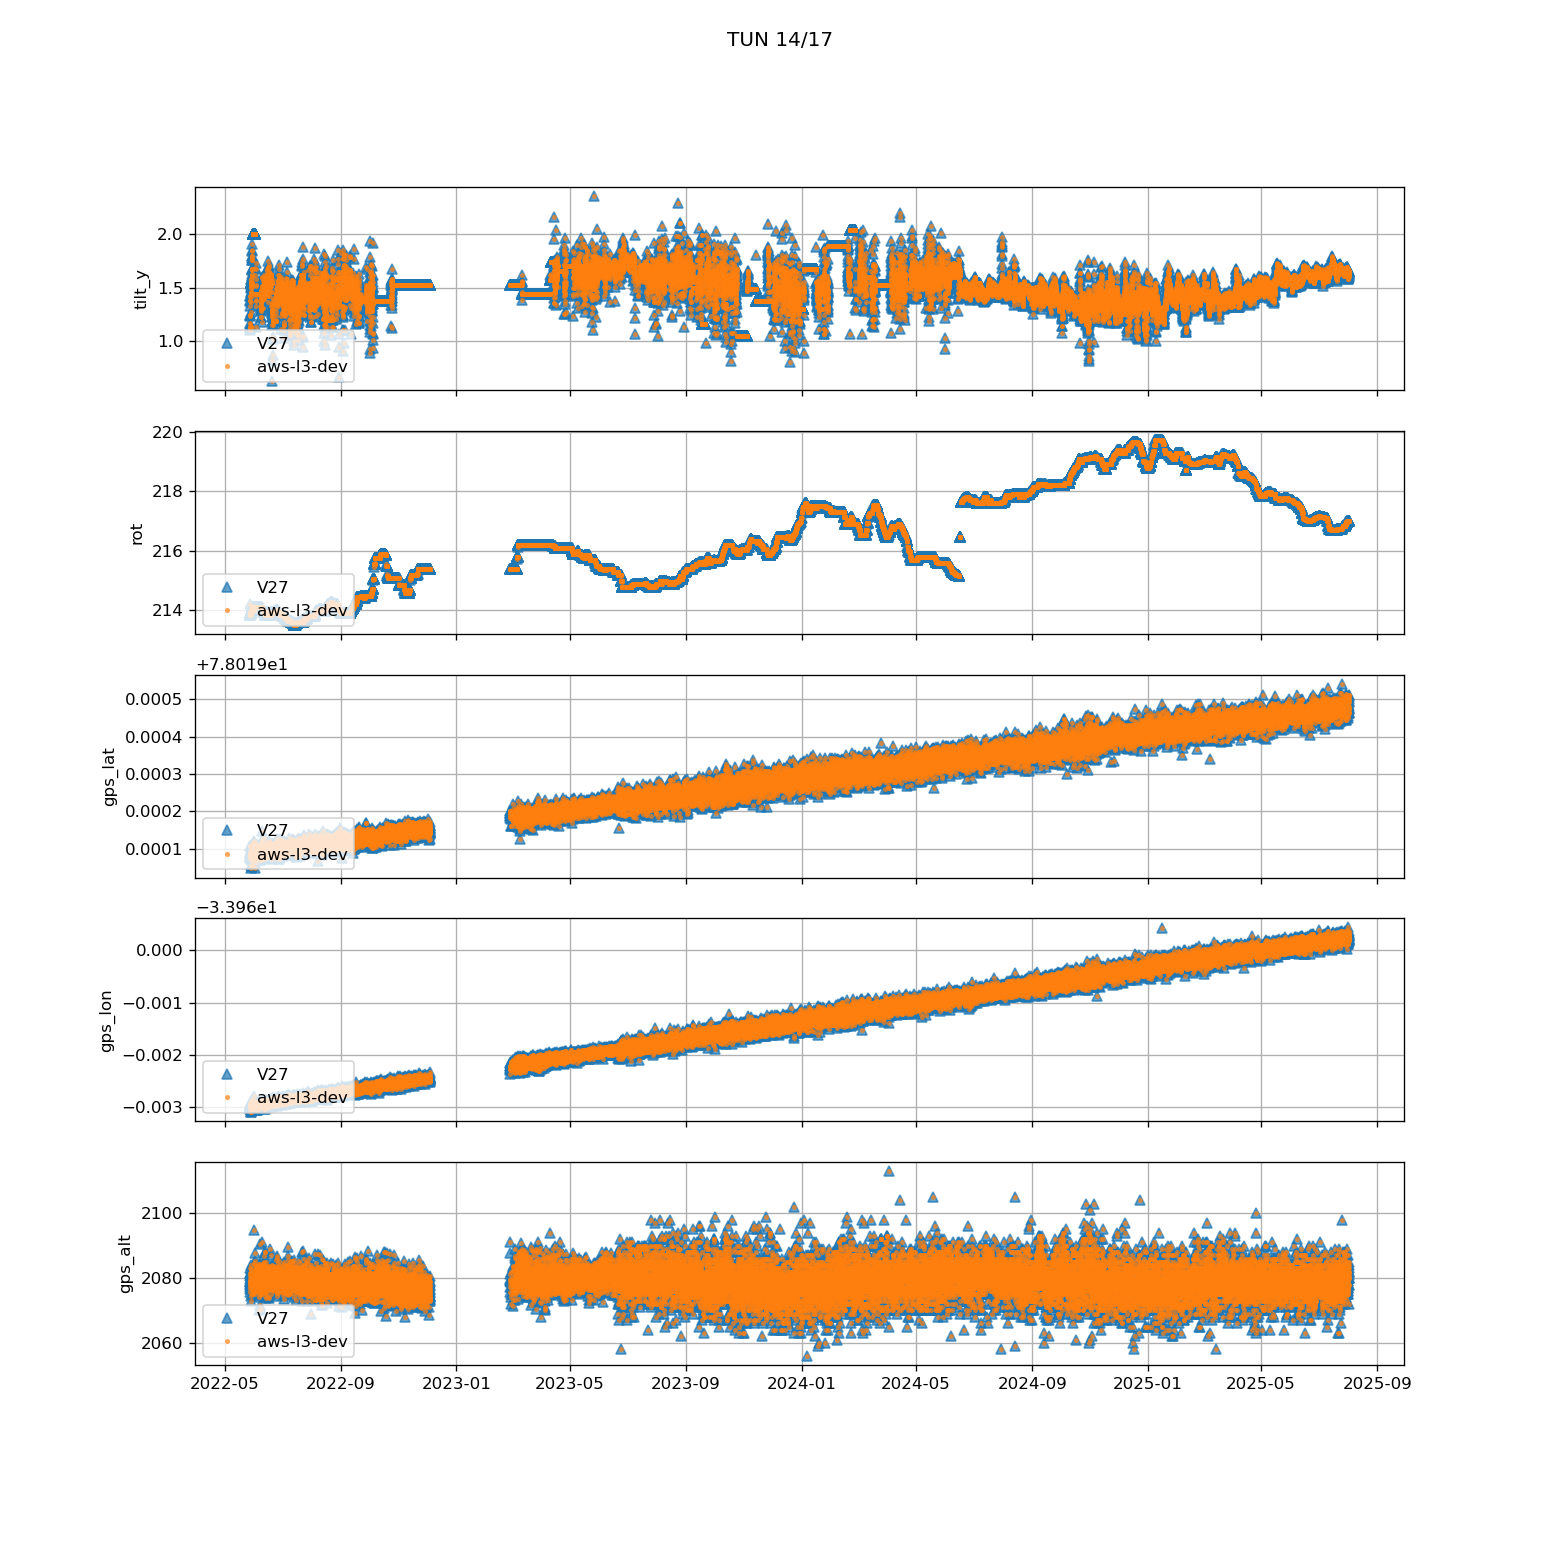 TUN 14/17
2.0
1.5
1.0
tilt_y
V27
aws-l3-dev
220
218
216
214
rot
V27
aws-l3-dev
+7.8019e1
0.0005
0.0004
0.0003
0.0002
0.0001
gps_lat
V27
aws-l3-dev
−3.396e1
0.000
−0.001
−0.002
−0.003
gps_lon
V27
aws-l3-dev
2100
2080
2060
gps_alt
V27
aws-l3-dev
2022-05 2022-09 2023-01 2023-05 2023-09 2024-01 2024-05 2024-09 2025-01 2025-05 2025-09